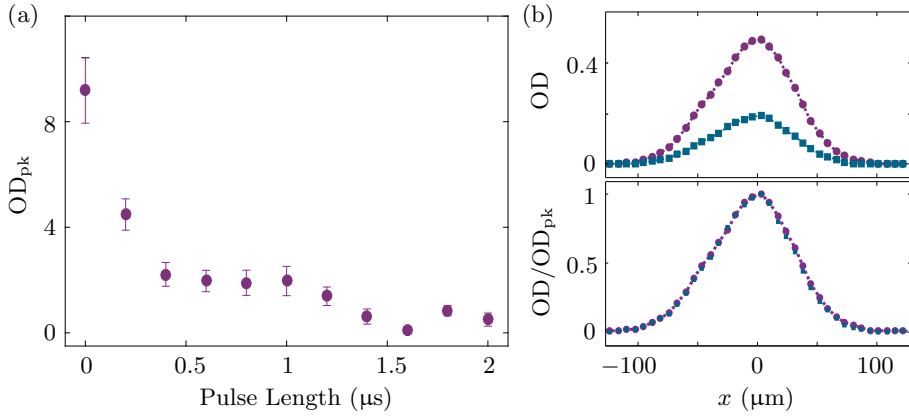 (a)
OD_pk
8
4
0
0
0.5
1
1.5
2
Pulse Length (μs)
(b)
OD
0.4
0
OD/OD_pk
1
0.5
0
−100
0
100
x (μm)